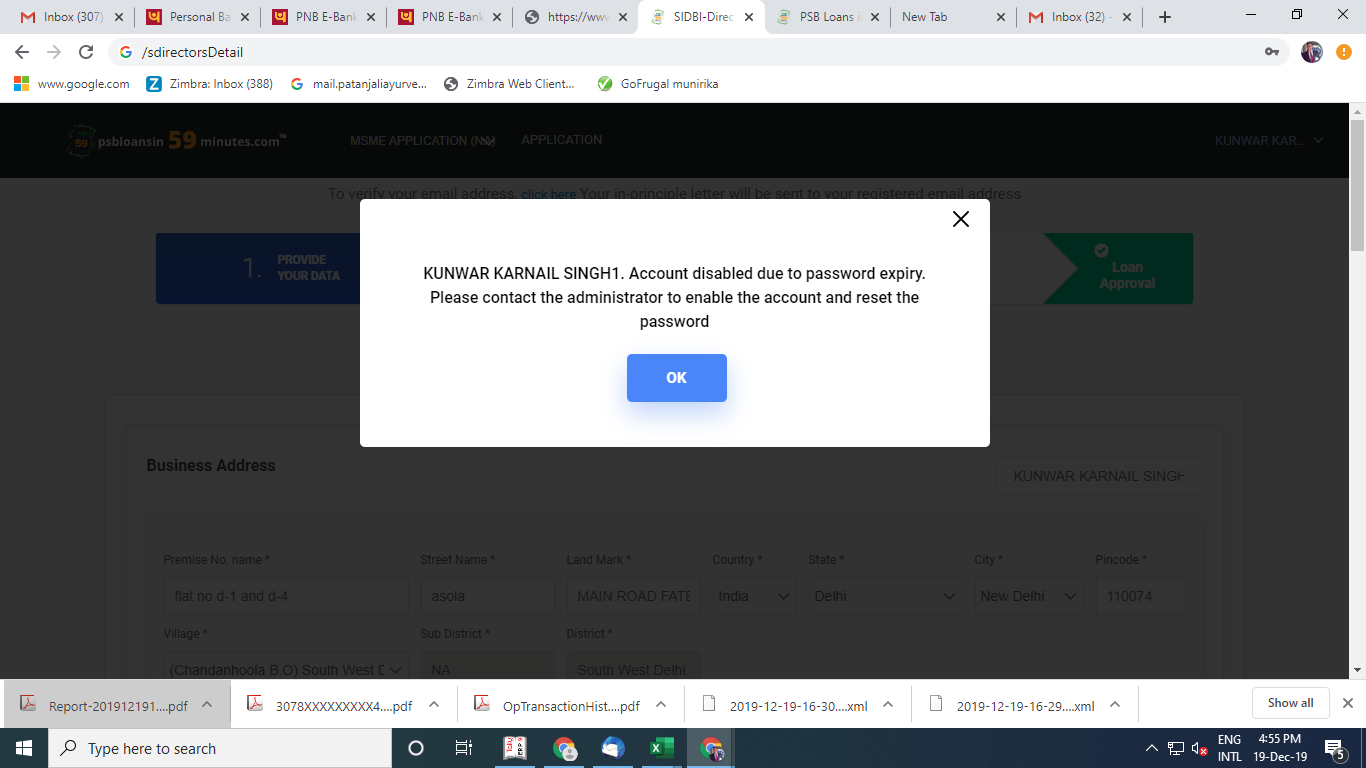 Inbox (307)
Personal Ba
PNB E-Bank
PNB E-Bank
https://www
SIDBI-Direc
PSB Loans i
New Tab
Inbox (32) -
/sdirectorsDetail
www.google.com
Zimbra: Inbox (388)
mail.patanjaliayurve...
Zimbra Web Client...
GoFrugal munirika
psbloansin 59 minutes.com™
MSME APPLICATION
APPLICATION
KUNWAR KAR...
To verify your email address, click here Your in-principle letter will be sent to your registered email address
1.
PROVIDE
YOUR DATA
Loan
Approval
KUNWAR KARNAIL SINGH1. Account disabled due to password expiry.
Please contact the administrator to enable the account and reset the
password
OK
Business Address
KUNWAR KARNAIL SINGH
Premise No. name *
Street Name *
Land Mark *
Country *
State *
City *
Pincode *
flat no d-1 and d-4
asola
MAIN ROAD FATE
India
Delhi
New Delhi
110074
Village *
Sub District *
District *
(Chandanhoola B.O) South West D
NA
South West Delhi
Report-201912191....pdf
3078XXXXXXXXX4....pdf
OpTransactionHist....pdf
2019-12-19-16-30....xml
2019-12-19-16-29....xml
Show all
Type here to search
ENG
INTL
4:55 PM
19-Dec-19
5